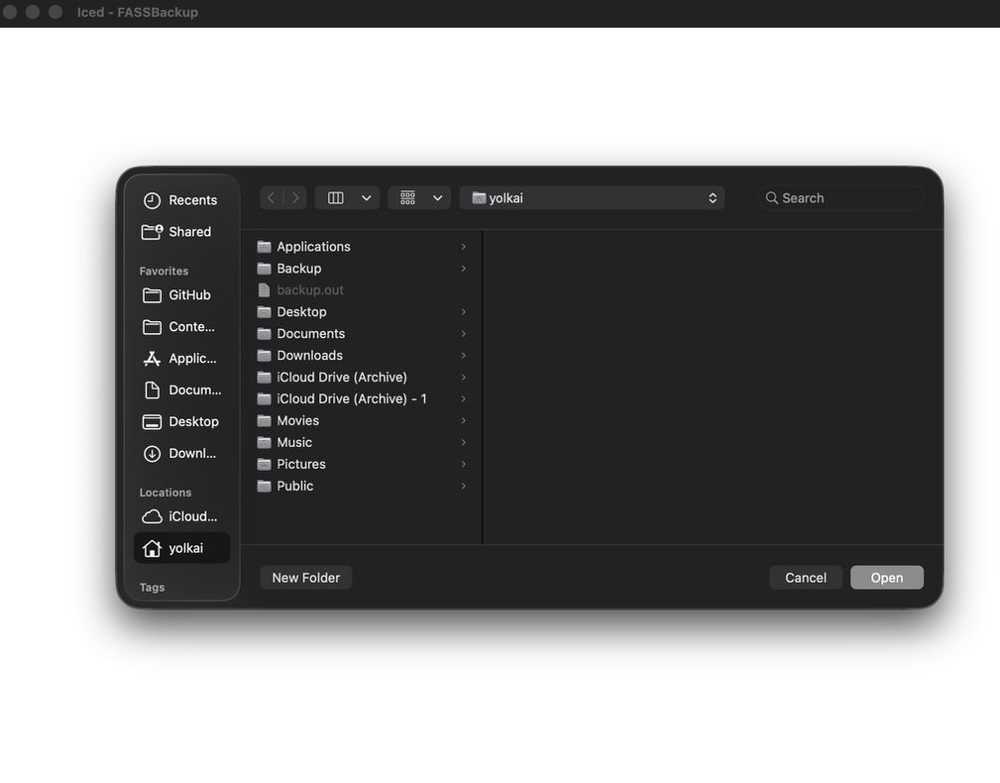 Iced - FASSBackup
Recents
Shared
Favorites
GitHub
Conte...
Applic...
Docum...
Desktop
Downl...
Locations
iCloud...
yolkai
Tags
yolkai
Search
Applications
Backup
backup.out
Desktop
Documents
Downloads
iCloud Drive (Archive)
iCloud Drive (Archive) - 1
Movies
Music
Pictures
Public
New Folder
Cancel
Open